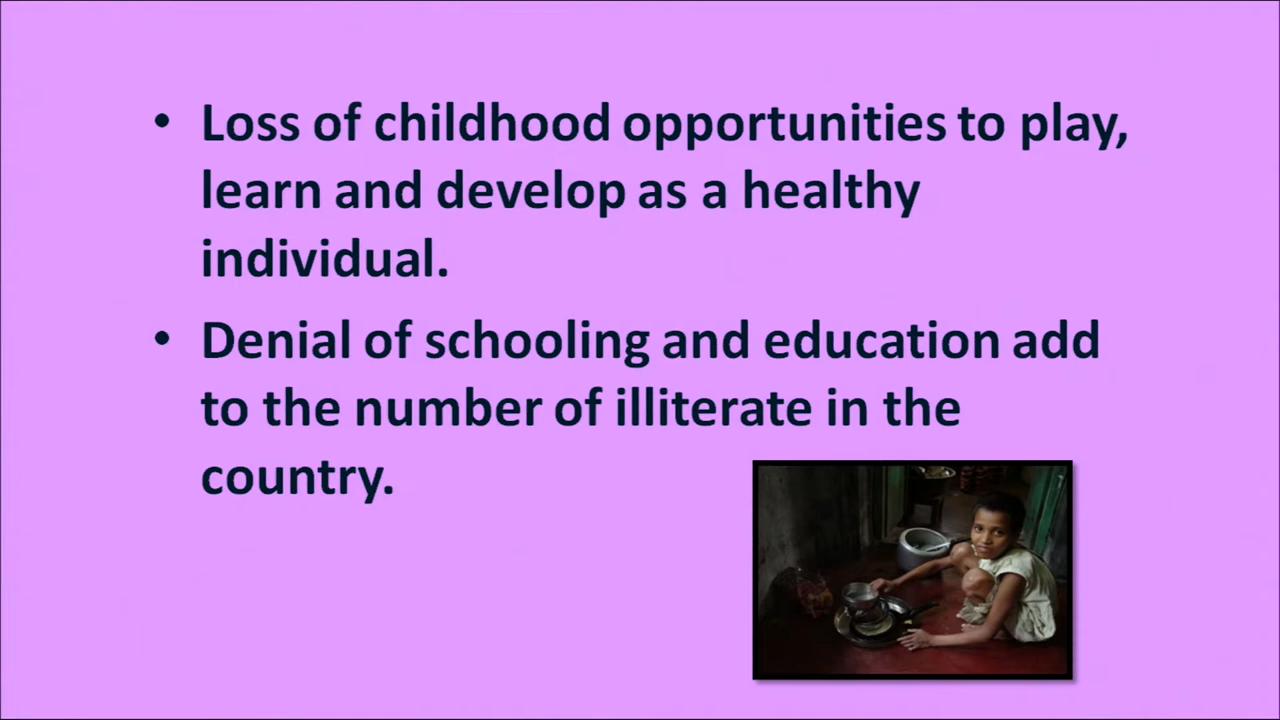 • Loss of childhood opportunities to play,
learn and develop as a healthy
individual.
• Denial of schooling and education add
to the number of illiterate in the
country.